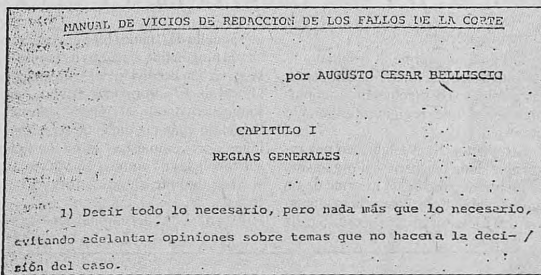 MANUAL DE VICIOS DE REDACCION DE LOS FALLOS DE LA CORTE
por AUGUSTO CESAR BELLUSCIO
CAPITULO I
REGLAS GENERALES
1) Decir todo lo necesario, pero nada más que lo necesario,
evitando adelantar opiniones sobre temas que no hacen a la deci- /
sión del caso.